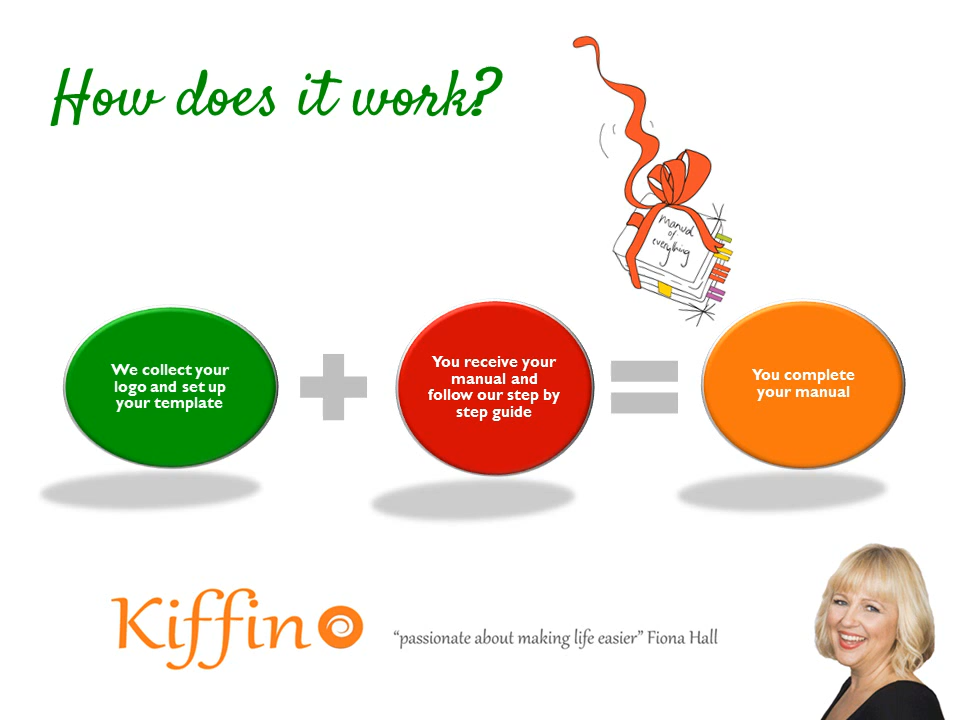 How does it work?
manual
of
everything
We collect your
logo and set up
your template
You receive your
manual and
follow our step by
step guide
You complete
your manual
Kiffin
“passionate about making life easier” Fiona Hall